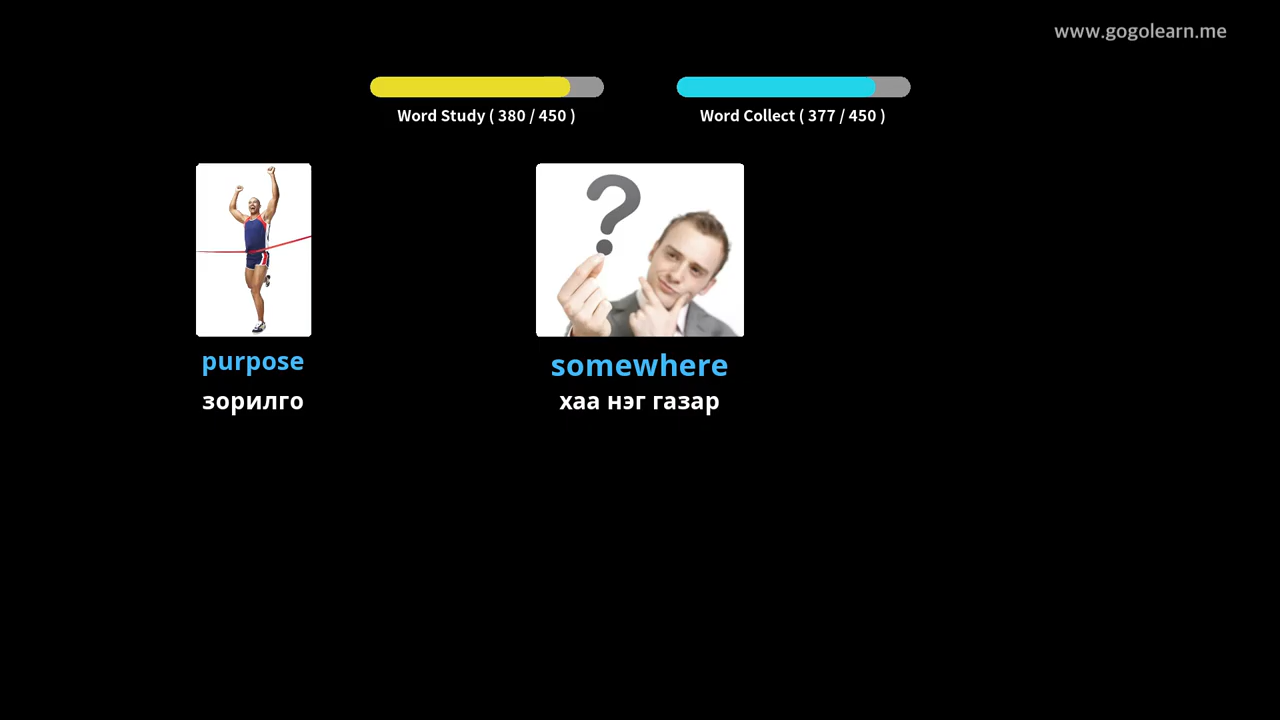 www.gogolearn.me
Word Study ( 380 / 450 )
Word Collect ( 377 / 450 )
purpose
зорилго
somewhere
хаа нэг газар